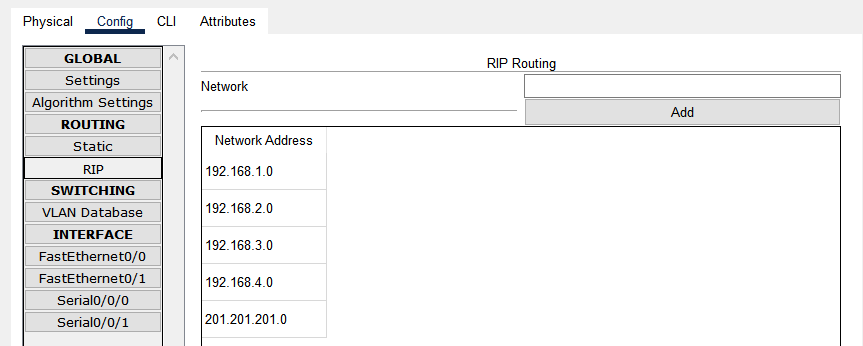 Physical Config CLI Attributes
GLOBAL
Settings
Algorithm Settings
ROUTING
Static
RIP
SWITCHING
VLAN Database
INTERFACE
FastEthernet0/0
FastEthernet0/1
Serial0/0/0
Serial0/0/1
RIP Routing
Network
Add
Network Address
192.168.1.0
192.168.2.0
192.168.3.0
192.168.4.0
201.201.201.0